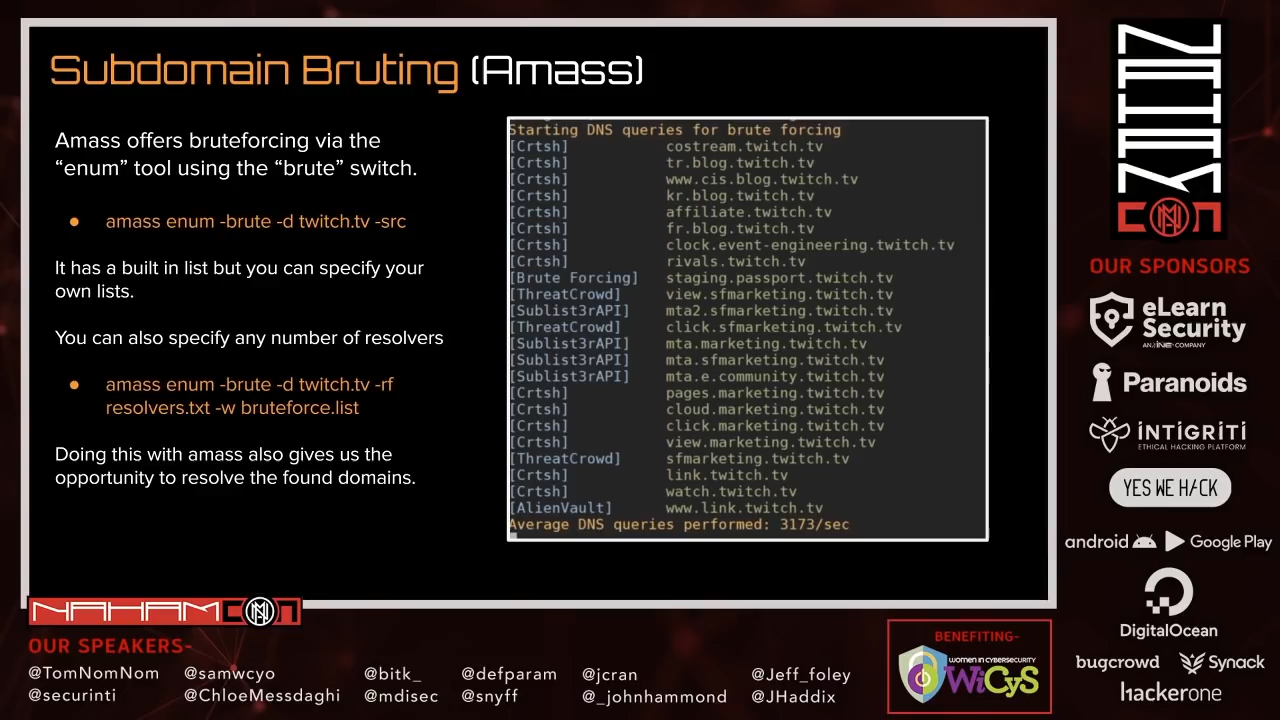 Subdomain Bruting (Amass)
Amass offers bruteforcing via the
“enum” tool using the “brute” switch.
● amass enum -brute -d twitch.tv -src
It has a built in list but you can specify your
own lists.
You can also specify any number of resolvers
● amass enum -brute -d twitch.tv -rf
resolvers.txt -w bruteforce.list
Doing this with amass also gives us the
opportunity to resolve the found domains.
Starting DNS queries for brute forcing
[Crtsh] costream.twitch.tv
[Crtsh] tr.blog.twitch.tv
[Crtsh] www.cis.blog.twitch.tv
[Crtsh] kr.blog.twitch.tv
[Crtsh] affiliate.twitch.tv
[Crtsh] fr.blog.twitch.tv
[Crtsh] clock.event-engineering.twitch.tv
[Crtsh] rivals.twitch.tv
[Brute Forcing] staging.passport.twitch.tv
[ThreatCrowd] view.sfmarketing.twitch.tv
[Sublist3rAPI] mta2.sfmarketing.twitch.tv
[ThreatCrowd] click.sfmarketing.twitch.tv
[Sublist3rAPI] mta.marketing.twitch.tv
[Sublist3rAPI] mta.sfmarketing.twitch.tv
[Sublist3rAPI] mta.e.community.twitch.tv
[Crtsh] pages.marketing.twitch.tv
[Crtsh] cloud.marketing.twitch.tv
[Crtsh] click.marketing.twitch.tv
[Crtsh] view.marketing.twitch.tv
[ThreatCrowd] sfmarketing.twitch.tv
[Crtsh] link.twitch.tv
[Crtsh] watch.twitch.tv
[AlienVault] www.link.twitch.tv
Average DNS queries performed: 3173/sec
NAHAMCON
OUR SPEAKERS-
@TomNomNom @samwcyo @bitk_ @defparam @jcran @Jeff_foley
@securinti @ChloeMessdaghi @mdisec @snyff @_johnhammond @JHaddix
BENEFITING-
WOMEN IN CYBERSECURITY
WiCyS
NAHAM
CON
OUR SPONSORS
eLearn
Security
AN INE COMPANY
Paranoids
INTIGRITI
ETHICAL HACKING PLATFORM
YES WE H/CK
android Google Play
DigitalOcean
bugcrowd Synack
hackerone